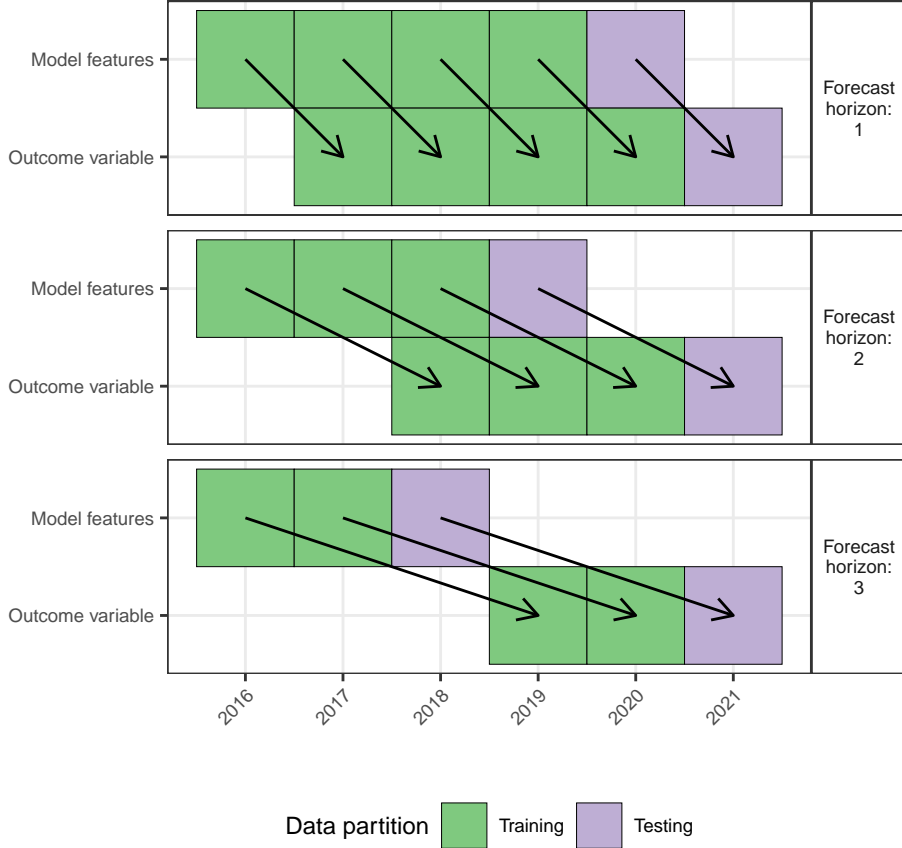 Model features
Outcome variable
Forecast
horizon:
1
Model features
Outcome variable
Forecast
horizon:
2
Model features
Outcome variable
Forecast
horizon:
3
2016
2017
2018
2019
2020
2021
Data partition
Training
Testing